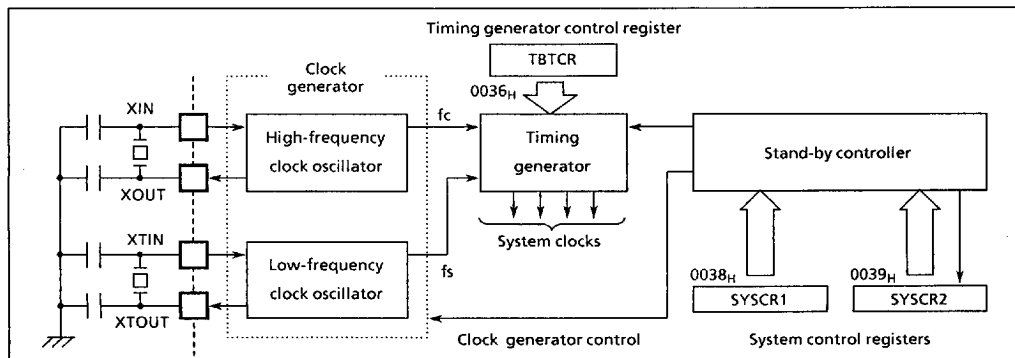 Timing generator control register
TBTCR
0036H
Clock
generator
XIN
XOUT
High-frequency
clock oscillator
fc
Timing
generator
Stand-by controller
System clocks
XTIN
XTOUT
Low-frequency
clock oscillator
fs
0038H
SYSCR1
0039H
SYSCR2
Clock generator control
System control registers